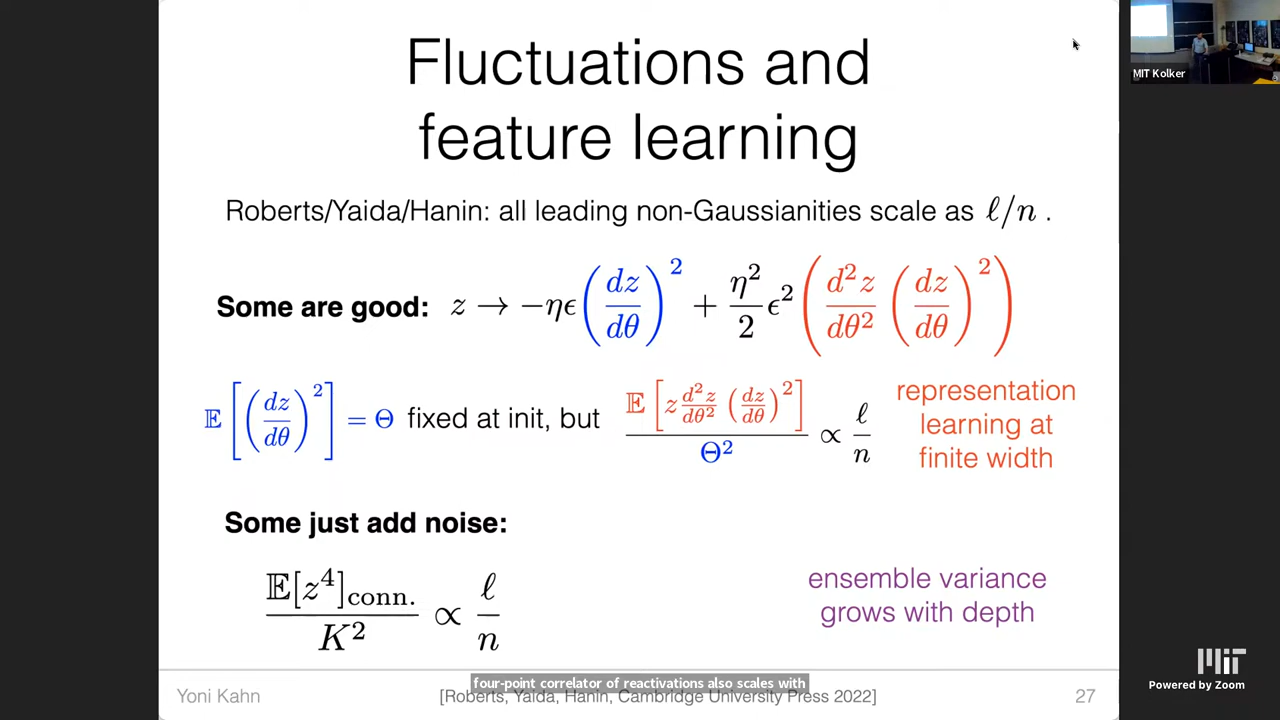 Fluctuations and
feature learning
MIT Kolker
Roberts/Yaida/Hanin: all leading non-Gaussianities scale as ℓ/n .
Some are good: z → −ηϵ (dz/dθ)² + η²/2 ϵ² (d²z/dθ² (dz/dθ)²)
𝔼[(dz/dθ)²] = Θ fixed at init, but 𝔼[z d²z/dθ² (dz/dθ)²]/Θ² ∝ ℓ/n
representation
learning at
finite width
Some just add noise:
𝔼[z⁴]conn./K² ∝ ℓ/n
ensemble variance
grows with depth
four-point correlator of reactivations also scales with
Yoni Kahn
[Roberts, Yaida, Hanin, Cambridge University Press 2022]
27
MIT
Powered by Zoom